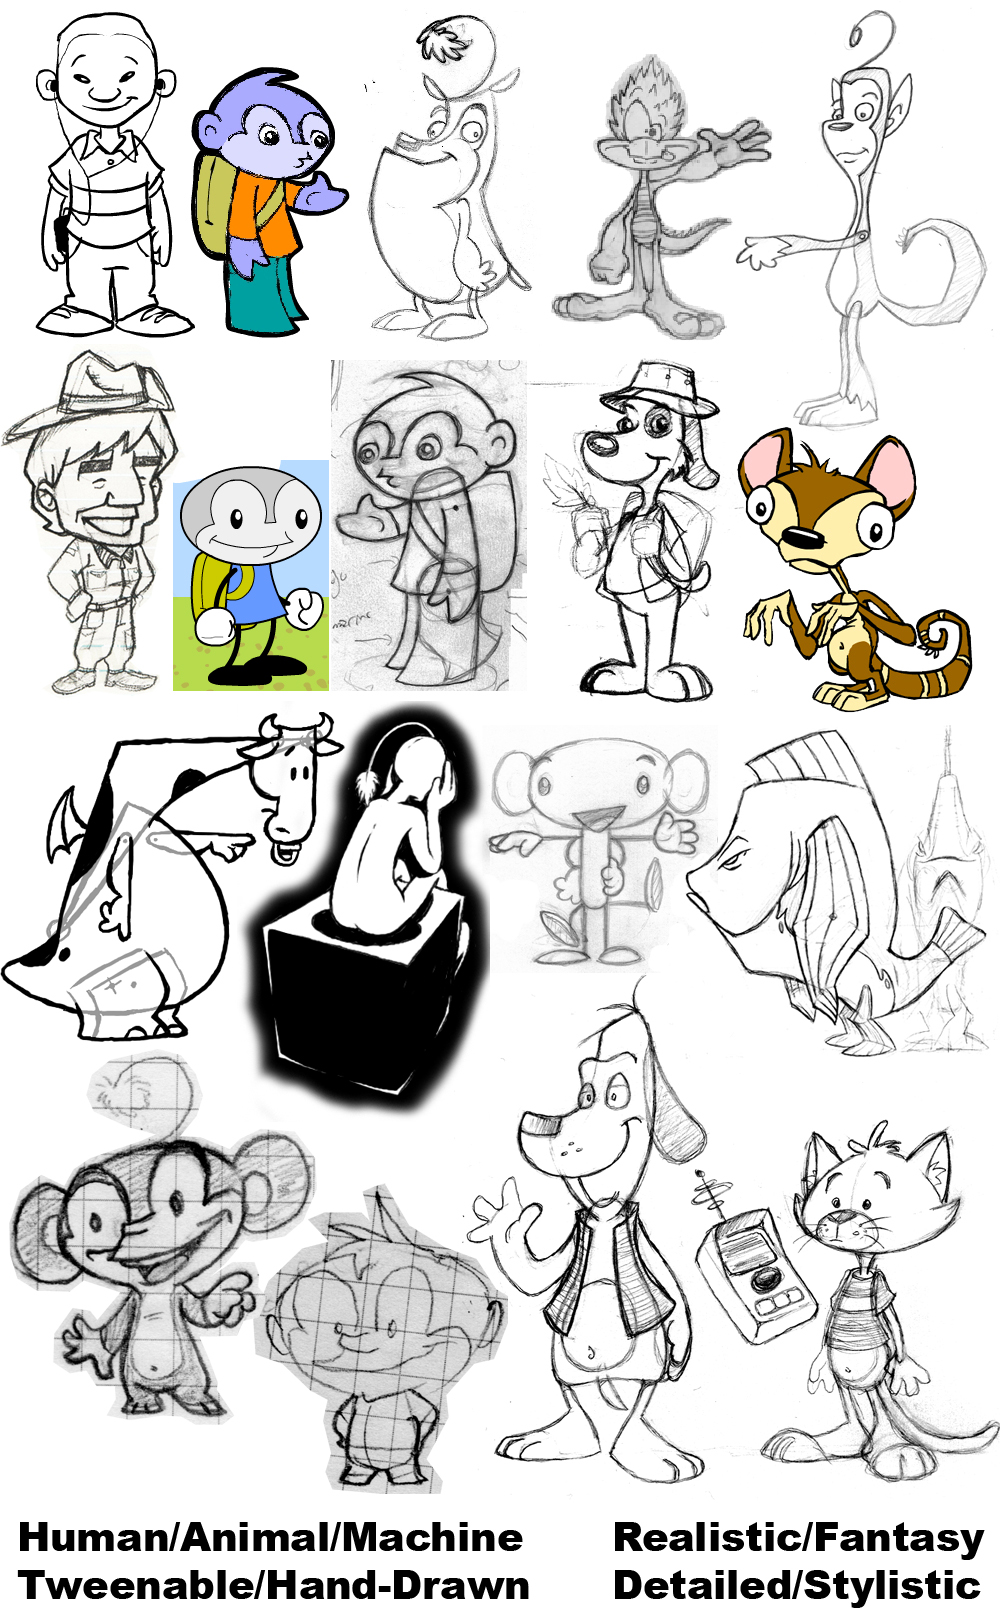 Human/Animal/Machine
Realistic/Fantasy
Tweenable/Hand-Drawn
Detailed/Stylistic